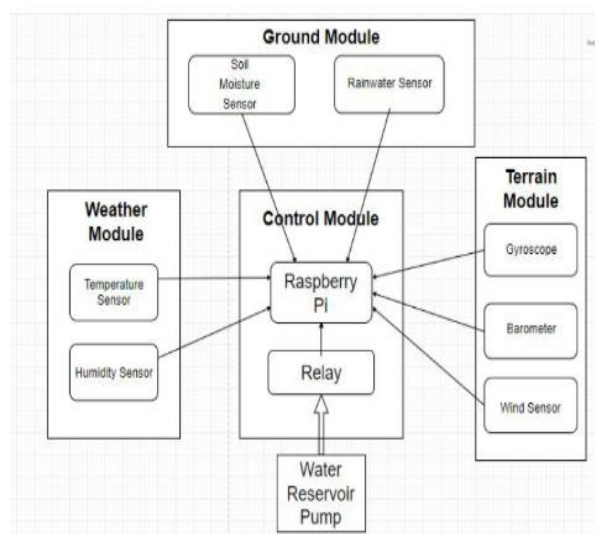 Ground Module
Soil
Moisture
Sensor
Rainwater Sensor
Weather
Module
Temperature
Sensor
Humidity Sensor
Control Module
Raspberry
Pi
Relay
Terrain
Module
Gyroscope
Barometer
Wind Sensor
Water
Reservoir
Pump